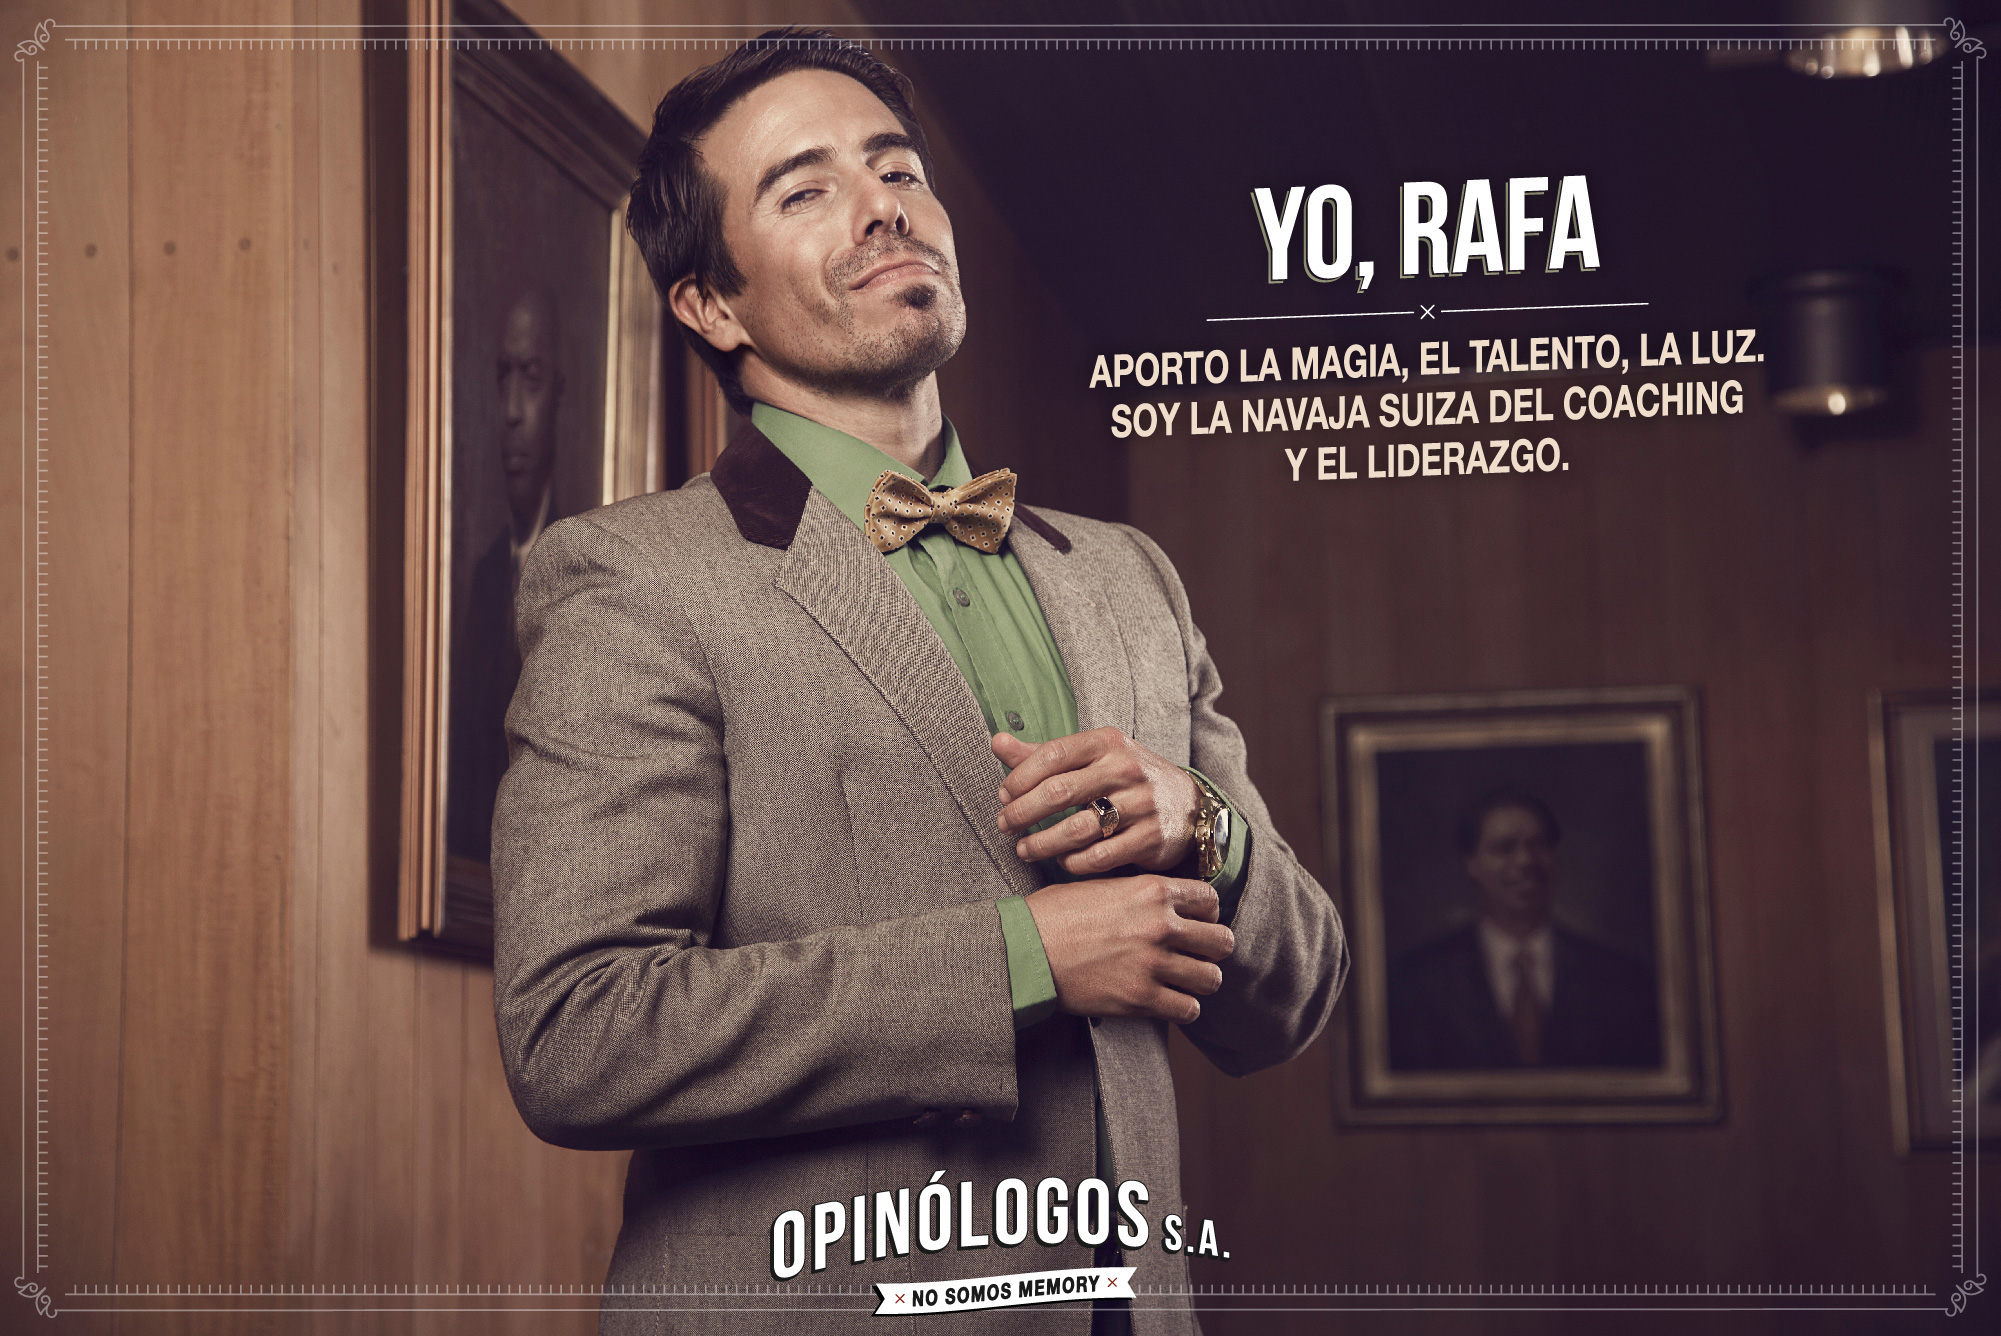 YO, RAFA
APORTO LA MAGIA, EL TALENTO, LA LUZ.
SOY LA NAVAJA SUIZA DEL COACHING
Y EL LIDERAZGO.
OPINÓLOGOS S.A.
× NO SOMOS MEMORY ×